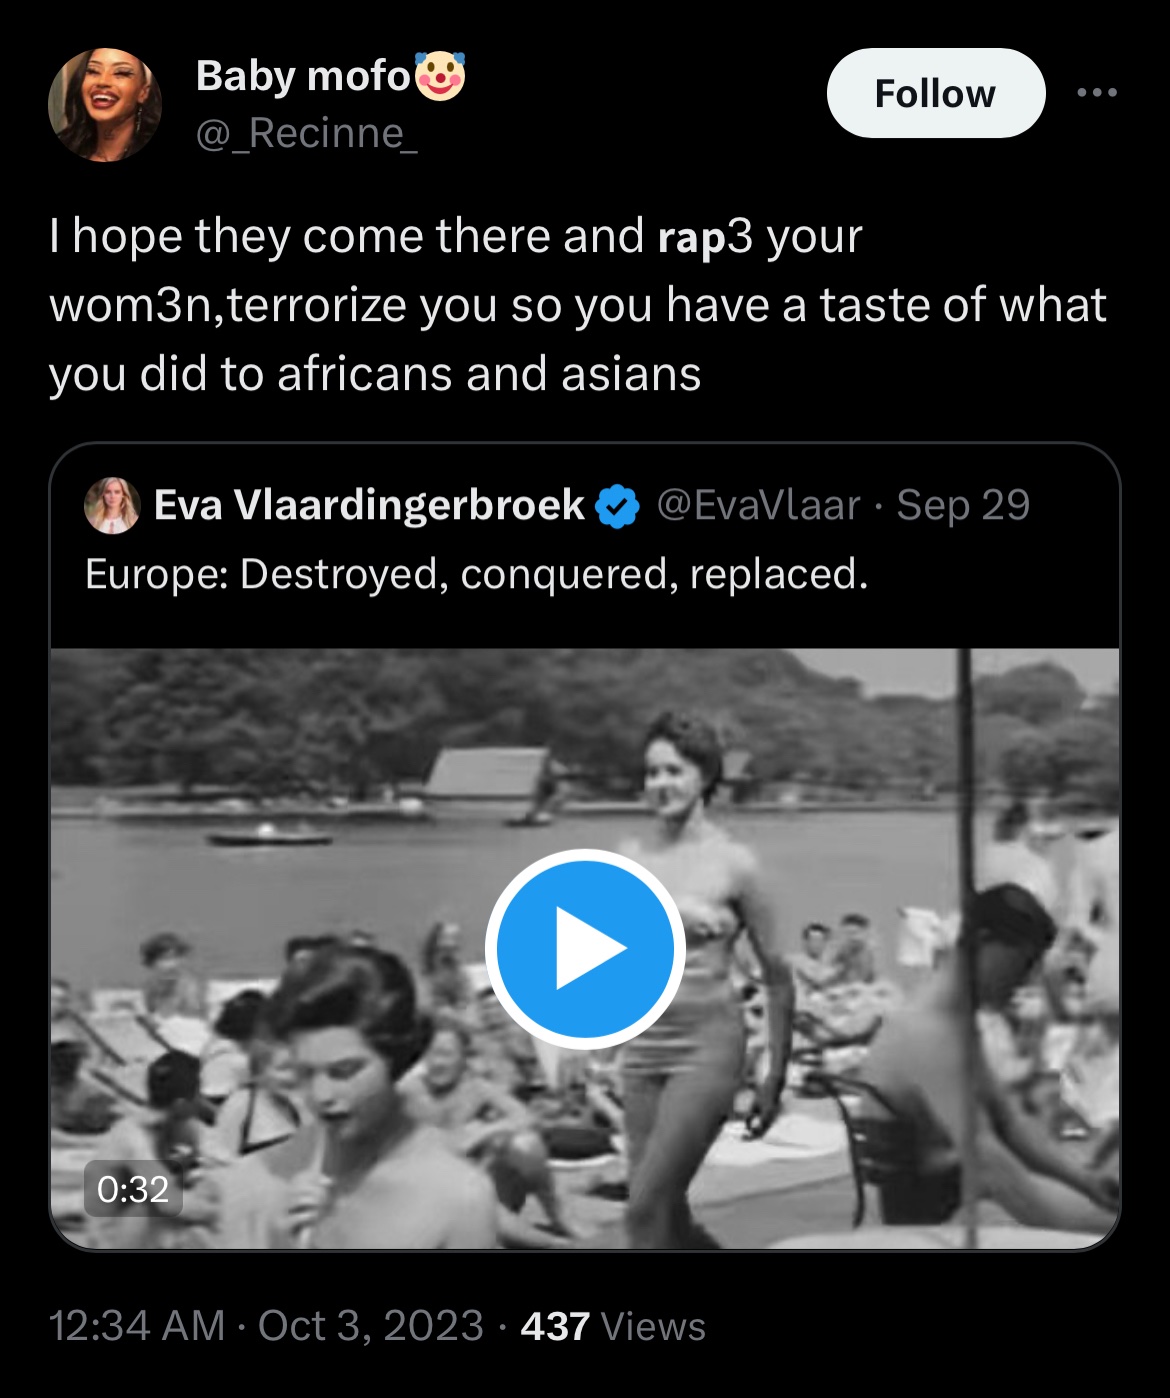 Baby mofo🤡
@_Recinne_
Follow
I hope they come there and rap3 your
wom3n,terrorize you so you have a taste of what
you did to africans and asians
Eva Vlaardingerbroek @EvaVlaar · Sep 29
Europe: Destroyed, conquered, replaced.
0:32
12:34 AM · Oct 3, 2023 · 437 Views